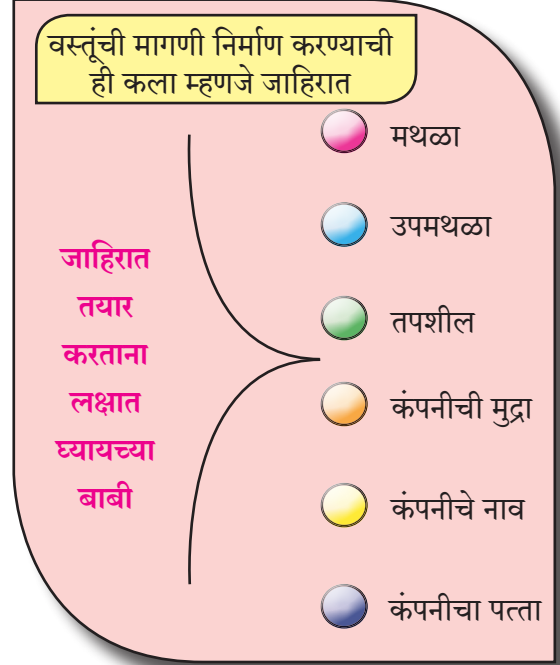 वस्तूंची मागणी निर्माण करण्याची
ही कला म्हणजे जाहिरात
जाहिरात
तयार
करताना
लक्षात
घ्यायच्या
बाबी
मथळा
उपमथळा
तपशील
कंपनीची मुद्रा
कंपनीचे नाव
कंपनीचा पत्ता